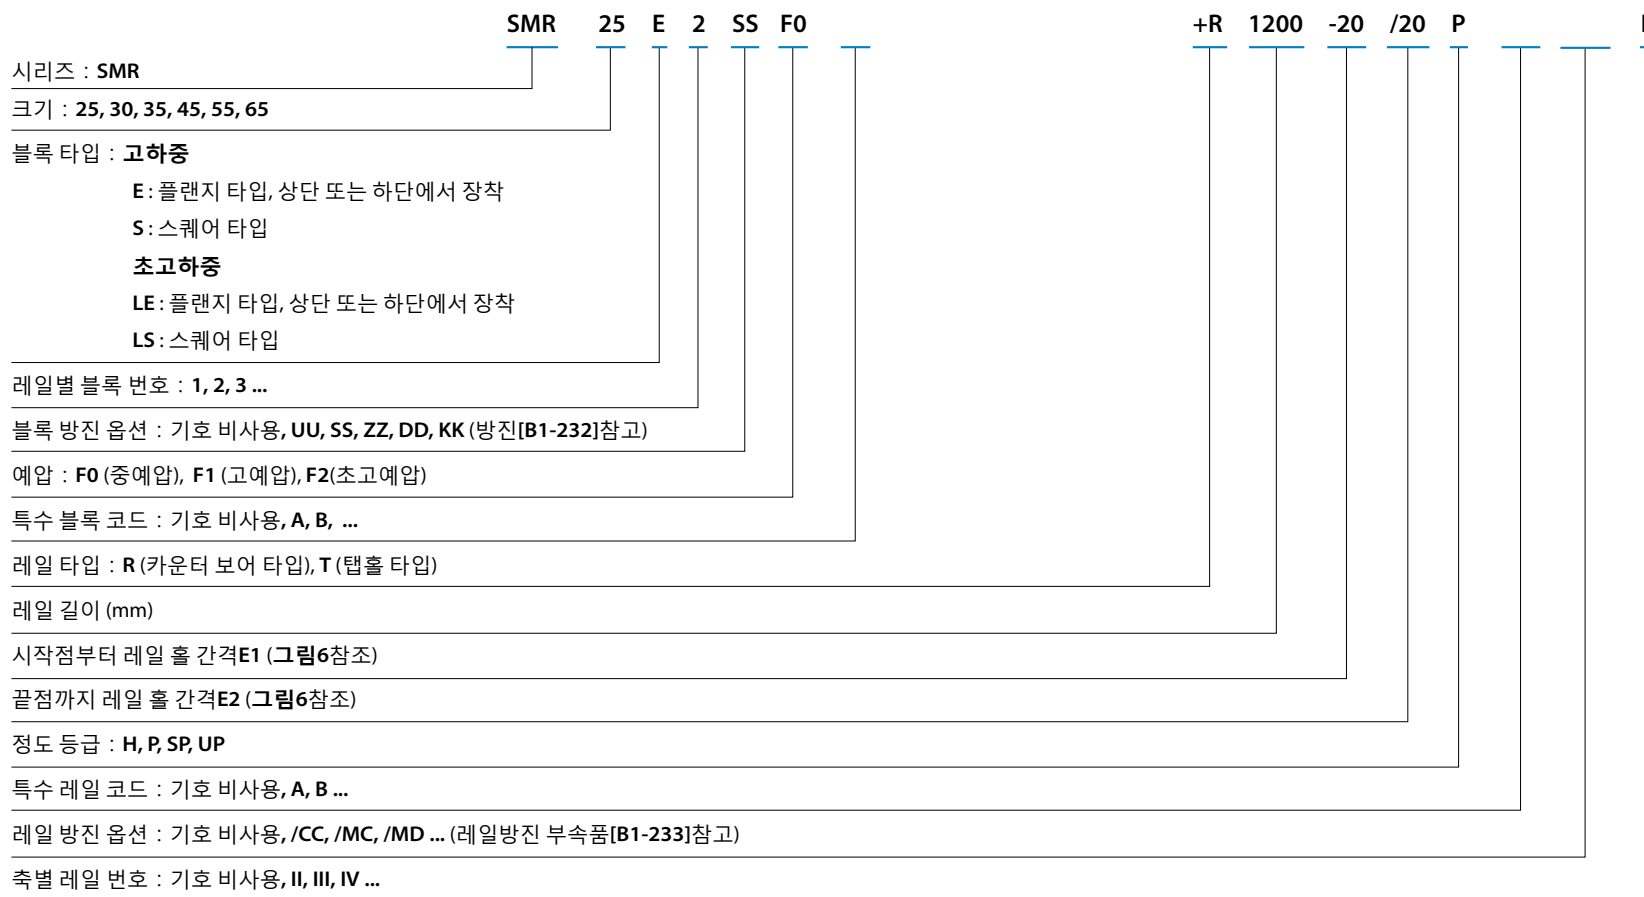 SMR 25 E 2 SS F0 +R 1200 -20 /20 P
시리즈 : SMR
크기 : 25, 30, 35, 45, 55, 65
블록 타입 : 고하중
E : 플랜지 타입, 상단 또는 하단에서 장착
S : 스퀘어 타입
초고하중
LE : 플랜지 타입, 상단 또는 하단에서 장착
LS : 스퀘어 타입
레일별 블록 번호 : 1, 2, 3 ...
블록 방진 옵션 : 기호 비사용, UU, SS, ZZ, DD, KK (방진[B1-232]참고)
예압 : F0 (중예압), F1 (고예압), F2(초고예압)
특수 블록 코드 : 기호 비사용, A, B, ...
레일 타입 : R (카운터 보어 타입), T (탭홀 타입)
레일 길이 (mm)
시작점부터 레일 홀 간격E1 (그림6참조)
끝점까지 레일 홀 간격E2 (그림6참조)
정도 등급 : H, P, SP, UP
특수 레일 코드 : 기호 비사용, A, B ...
레일 방진 옵션 : 기호 비사용, /CC, /MC, /MD ... (레일방진 부속품[B1-233]참고)
축별 레일 번호 : 기호 비사용, II, III, IV ...